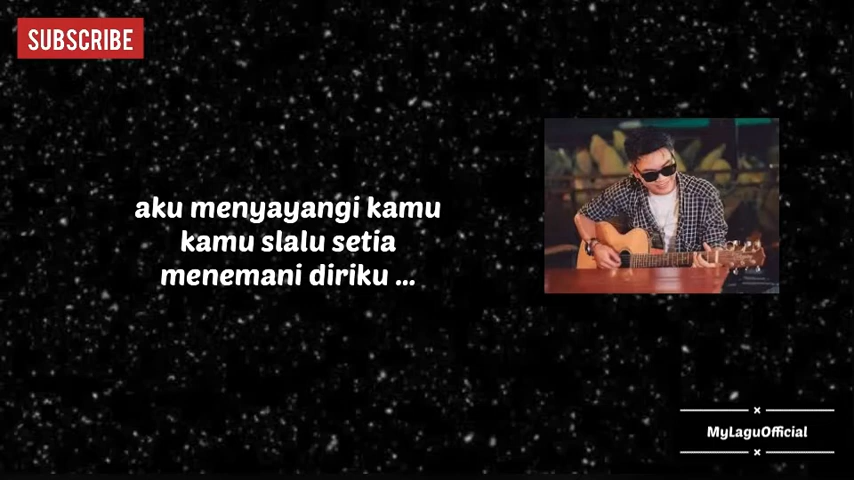 SUBSCRIBE
aku menyayangi kamu
kamu slalu setia
menemani diriku ...
MyLaguOfficial